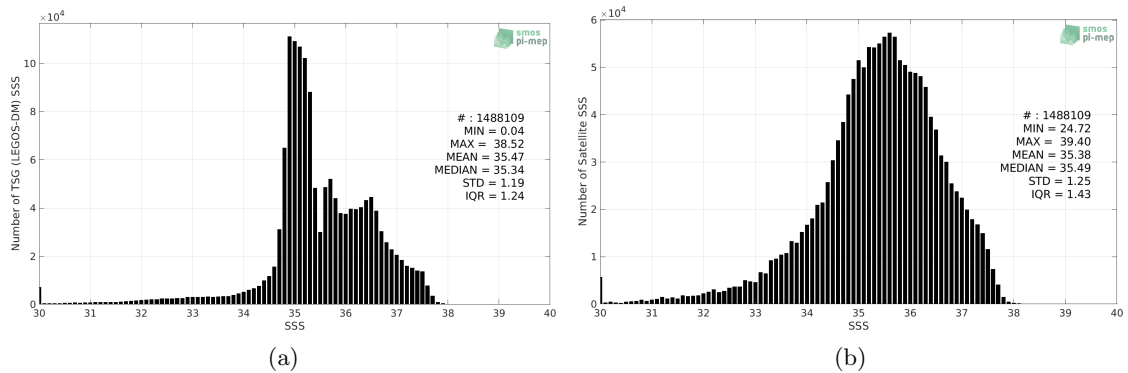 ×10⁴
10
8
6
4
2
0
30 31 32 33 34 35 36 37 38 39 40
SSS
Number of TSG (LEGOS-DM) SSS
smos
pi-mep
# : 1488109
MIN = 0.04
MAX = 38.52
MEAN = 35.47
MEDIAN = 35.34
STD = 1.19
IQR = 1.24
(a)
×10⁴
6
5
4
3
2
1
0
30 31 32 33 34 35 36 37 38 39 40
SSS
Number of Satellite SSS
smos
pi-mep
# : 1488109
MIN = 24.72
MAX = 39.40
MEAN = 35.38
MEDIAN = 35.49
STD = 1.25
IQR = 1.43
(b)